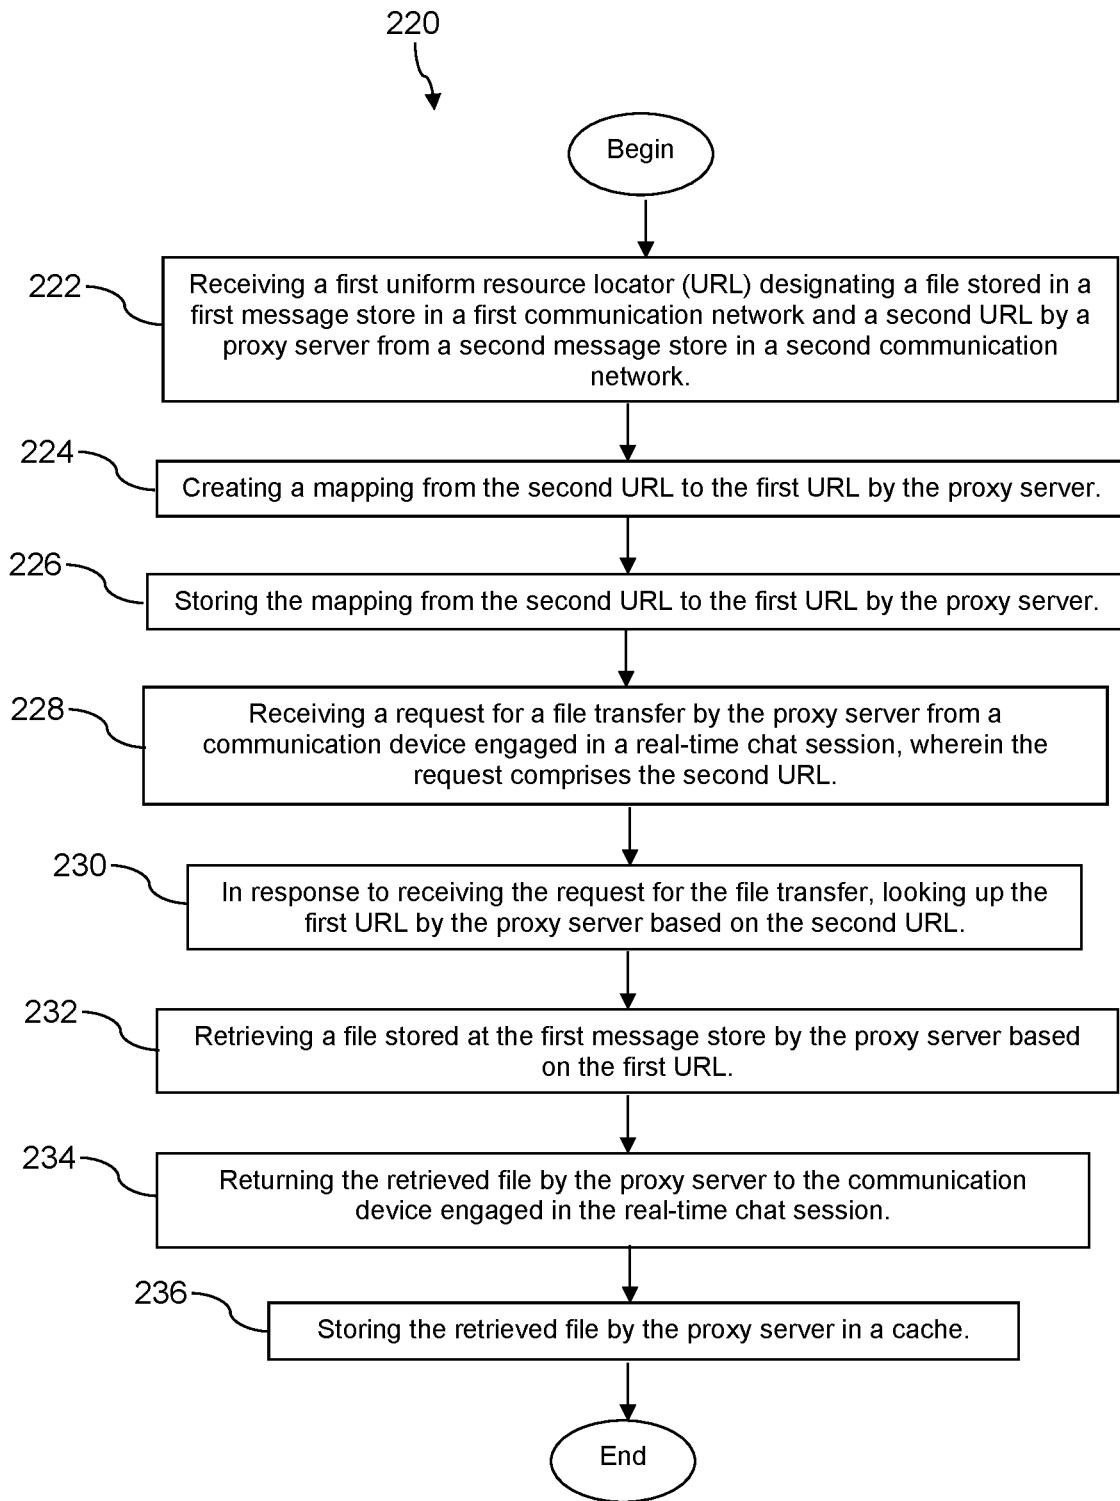 220
Begin
222
Receiving a first uniform resource locator (URL) designating a file stored in a
first message store in a first communication network and a second URL by a
proxy server from a second message store in a second communication
network.
224
Creating a mapping from the second URL to the first URL by the proxy server.
226
Storing the mapping from the second URL to the first URL by the proxy server.
228
Receiving a request for a file transfer by the proxy server from a
communication device engaged in a real-time chat session, wherein the
request comprises the second URL.
230
In response to receiving the request for the file transfer, looking up the
first URL by the proxy server based on the second URL.
232
Retrieving a file stored at the first message store by the proxy server based
on the first URL.
234
Returning the retrieved file by the proxy server to the communication
device engaged in the real-time chat session.
236
Storing the retrieved file by the proxy server in a cache.
End